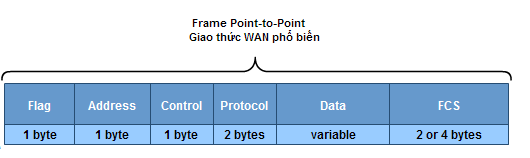 Frame Point-to-Point
Giao thức WAN phổ biến
Flag Address Control Protocol Data FCS
1 byte 1 byte 1 byte 2 bytes variable 2 or 4 bytes